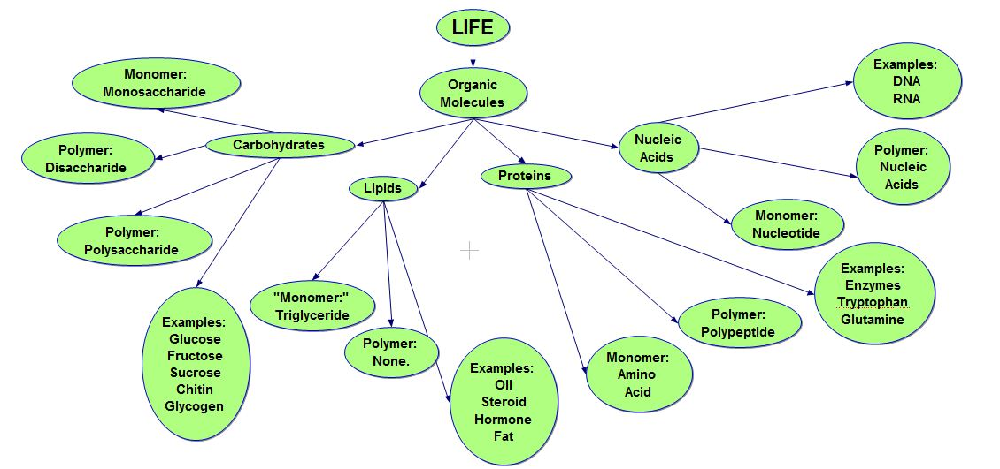 LIFE
Organic
Molecules
Monomer:
Monosaccharide
Carbohydrates
Polymer:
Disaccharide
Polymer:
Polysaccharide
Examples:
Glucose
Fructose
Sucrose
Chitin
Glycogen
Lipids
"Monomer:"
Triglyceride
Polymer:
None.
Examples:
Oil
Steroid
Hormone
Fat
Proteins
Monomer:
Amino
Acid
Polymer:
Polypeptide
Examples:
Enzymes
Tryptophan
Glutamine
Nucleic
Acids
Examples:
DNA
RNA
Polymer:
Nucleic
Acids
Monomer:
Nucleotide